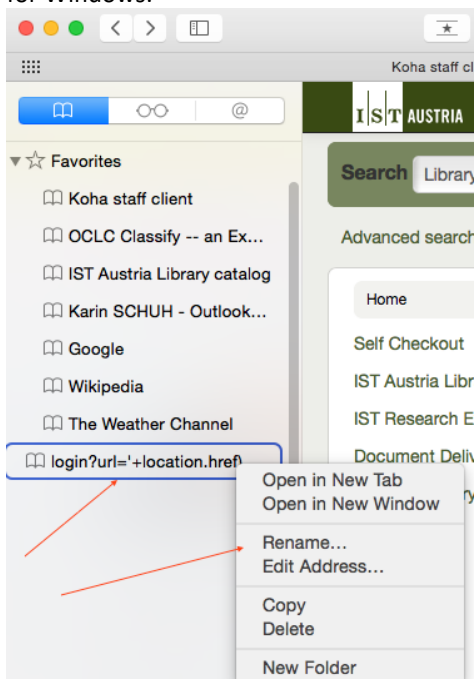 for Windows.
Koha staff cl
@
IST AUSTRIA
Favorites
Search Library
Koha staff client
OCLC Classify -- an Ex...
Advanced search
IST Austria Library catalog
Home
Karin SCHUH - Outlook...
Self Checkout
Google
IST Austria Libr
Wikipedia
IST Research E
The Weather Channel
Document Deliv
login?url='+location.href)
Open in New Tab
Open in New Window
Rename...
Edit Address...
Copy
Delete
New Folder